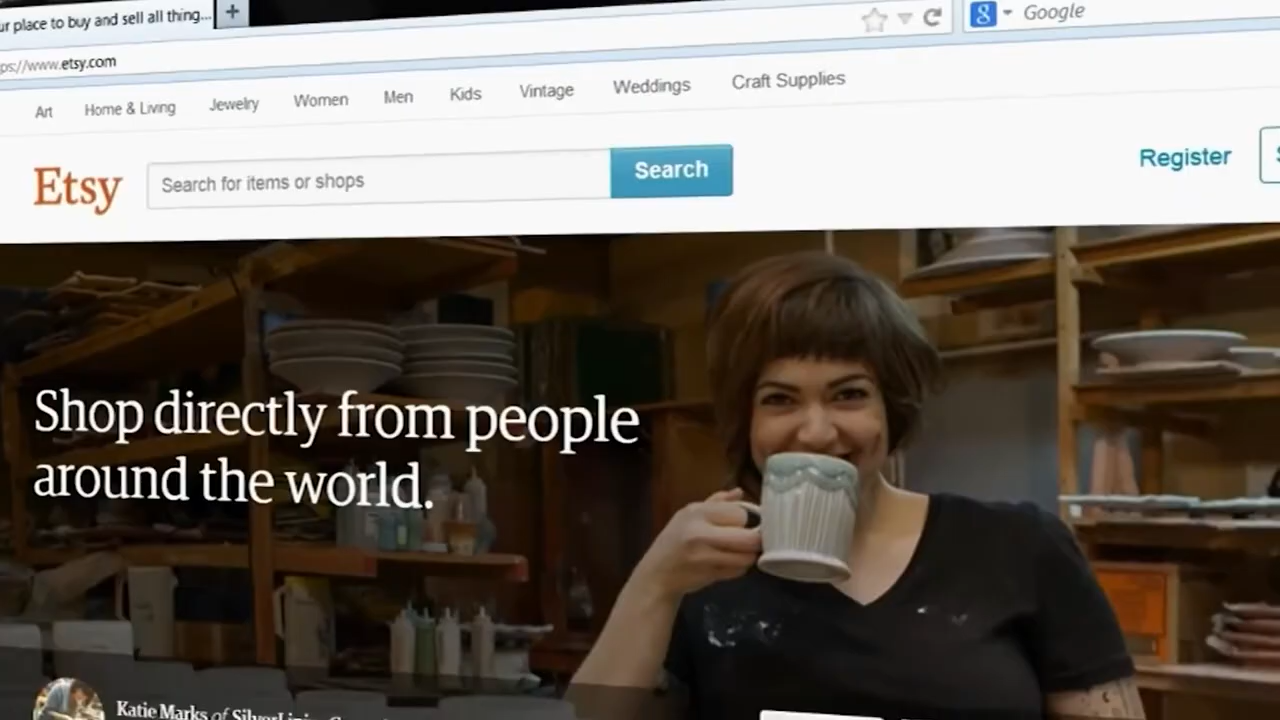 place to buy and sell all thing... +
www.etsy.com
Google
Art Home & Living Jewelry Women Men Kids Vintage Weddings Craft Supplies
Etsy Search for items or shops Search Register
Shop directly from people
around the world.
Katie Marks of